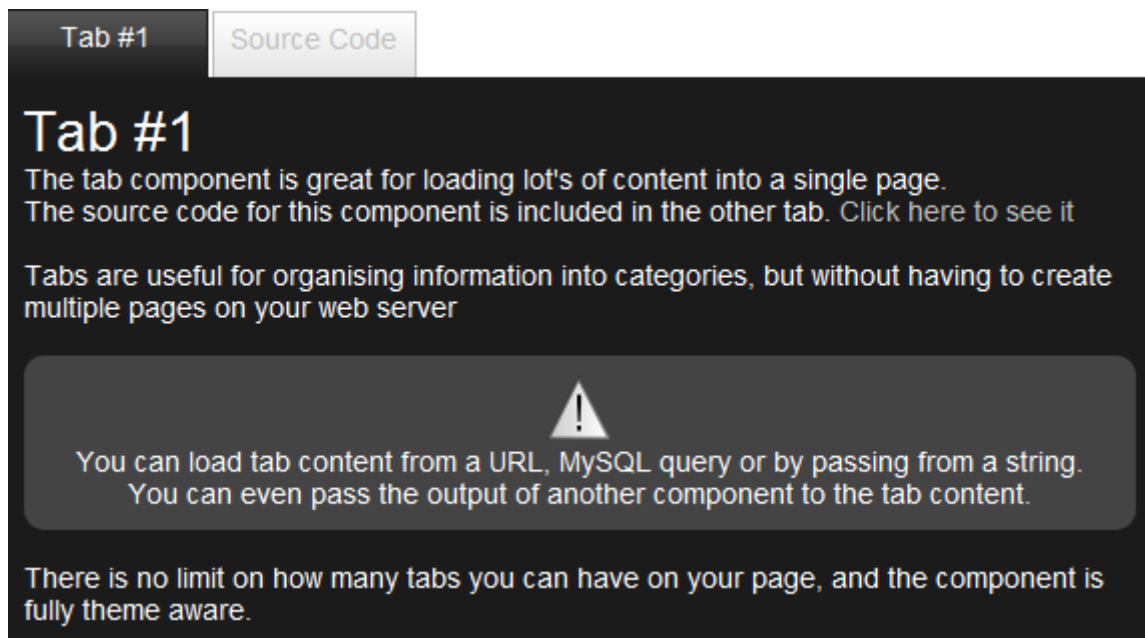 Tab #1
Source Code
Tab #1
The tab component is great for loading lot's of content into a single page.
The source code for this component is included in the other tab. Click here to see it
Tabs are useful for organising information into categories, but without having to create
multiple pages on your web server
!
You can load tab content from a URL, MySQL query or by passing from a string.
You can even pass the output of another component to the tab content.
There is no limit on how many tabs you can have on your page, and the component is
fully theme aware.